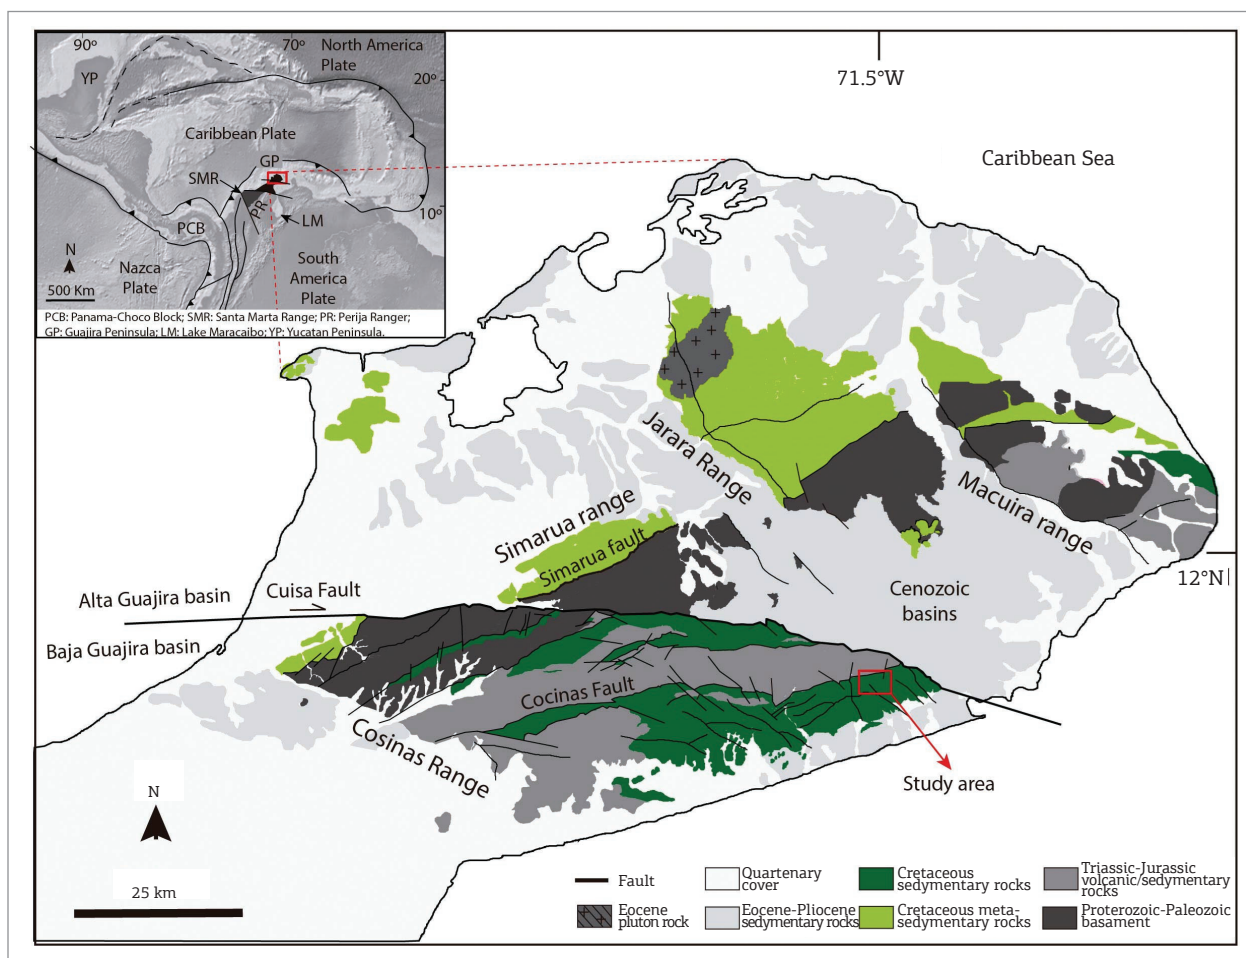 90º
70º
North America
Plate
YP
20º
Caribbean Plate
GP
SMR
PR
LM
10º
PCB
N
Nazca
Plate
South
America
Plate
500 Km
PCB: Panama-Choco Block; SMR: Santa Marta Range; PR: Perija Ranger;
GP: Guajira Peninsula; LM: Lake Maracaibo; YP: Yucatan Peninsula.
71.5°W
Caribbean Sea
Jarara Range
Macuira range
Simarua range
Simarua fault
12°N
Cenozoic
basins
Alta Guajira basin
Cuisa Fault
Baja Guajira basin
Cocinas Fault
Cosinas Range
Study area
N
25 km
Fault
Quartenary
cover
Cretaceous
sedymentary rocks
Triassic-Jurassic
volcanic/sedymentary
rocks
Eocene
pluton rock
Eocene-Pliocene
sedymentary rocks
Cretaceous meta-
sedymentary rocks
Proterozoic-Paleozoic
basament